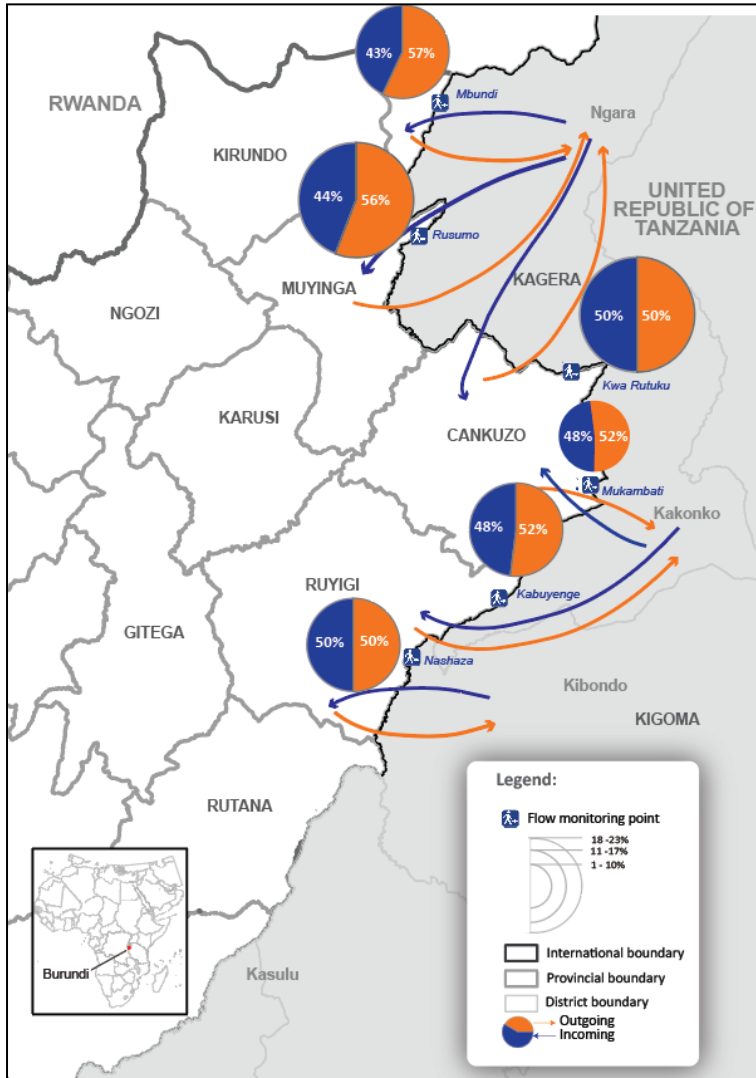 43%
57%
RWANDA
Mbundi
Ngara
KIRUNDO
44%
56%
UNITED
REPUBLIC OF
TANZANIA
Rusumo
KAGERA
MUYINGA
NGOZI
50%
50%
Kwa Rutuku
KARUSI
CANKUZO
48%
52%
Mukambati
Kakonko
48%
52%
RUYIGI
Kabuyenge
GITEGA
50%
50%
Nashaza
Kibondo
KIGOMA
RUTANA
Legend:
Flow monitoring point
18 -23%
11 -17%
1 - 10%
International boundary
Provincial boundary
District boundary
Outgoing
Incoming
Burundi
Kasulu